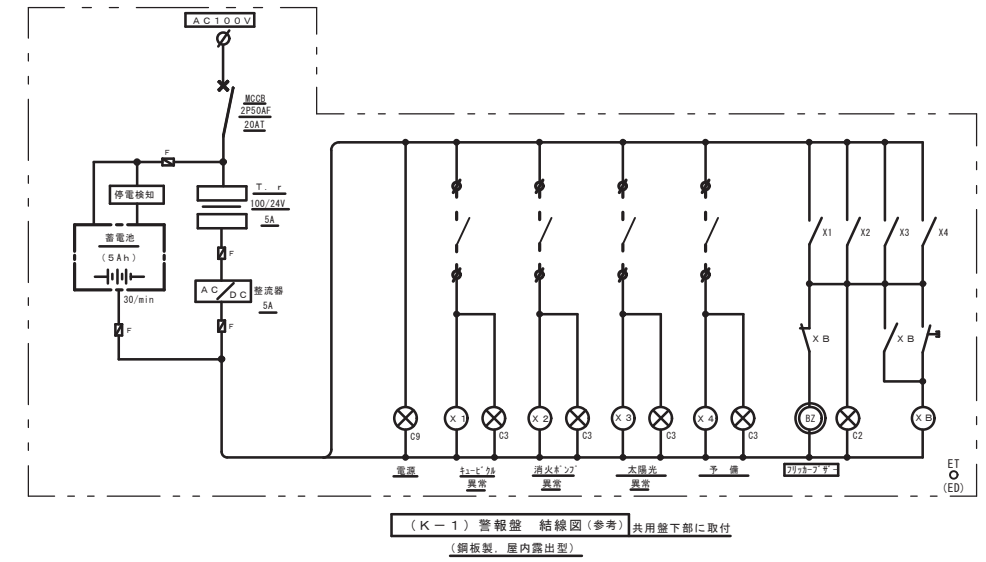 AC100V
MCCB
2P50AF
20AT
F
停電検知
T. r
100/24V
5A
蓄電池
(5Ah)
30/min
F
AC/DC
整流器
5A
F
F
X1
X2
X3
X4
XB
XB
C9
X1
C3
X2
C3
X3
C3
X4
C3
BZ
C2
XB
電源
キュービクル
異常
消火ポンプ
異常
太陽光
異常
予備
フリッカーブザー
ET
(ED)
(K-1) 警報盤 結線図(参考)
共用盤下部に取付
(鋼板製, 屋内露出型)